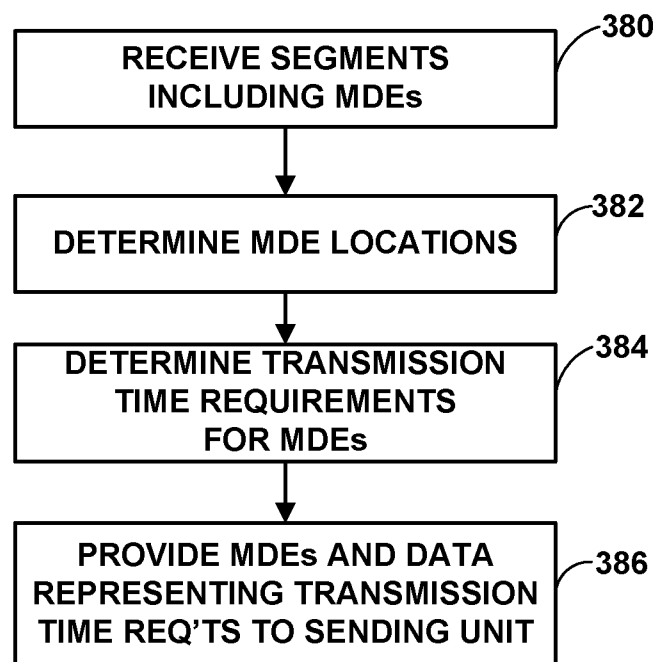 380
RECEIVE SEGMENTS
INCLUDING MDEs
382
DETERMINE MDE LOCATIONS
384
DETERMINE TRANSMISSION
TIME REQUIREMENTS
FOR MDEs
386
PROVIDE MDEs AND DATA
REPRESENTING TRANSMISSION
TIME REQ'TS TO SENDING UNIT